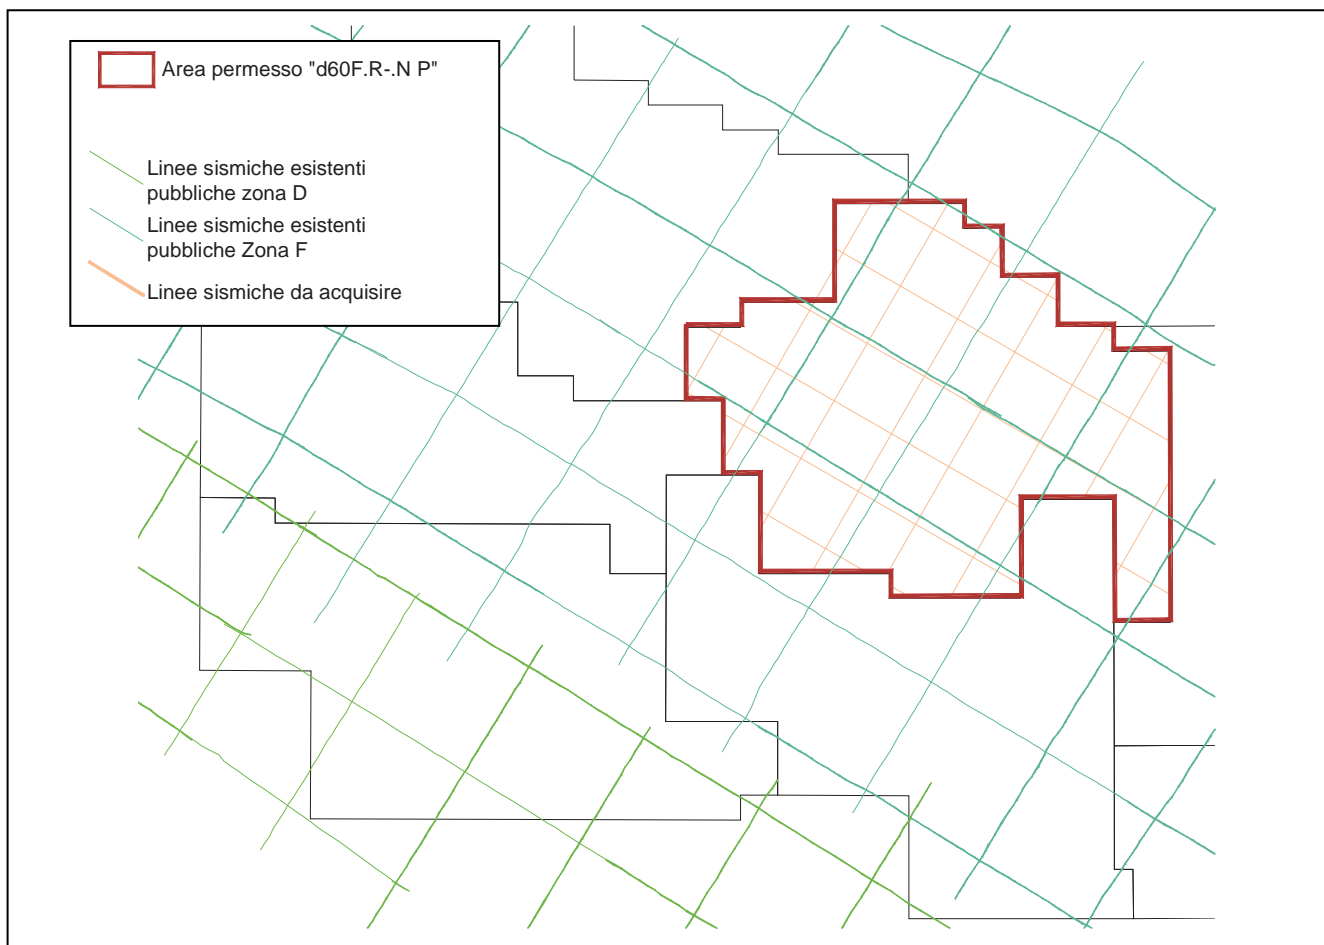 Area permesso "d60F.R-.N P"
Linee sismiche esistenti
pubbliche zona D
Linee sismiche esistenti
pubbliche Zona F
Linee sismiche da acquisire